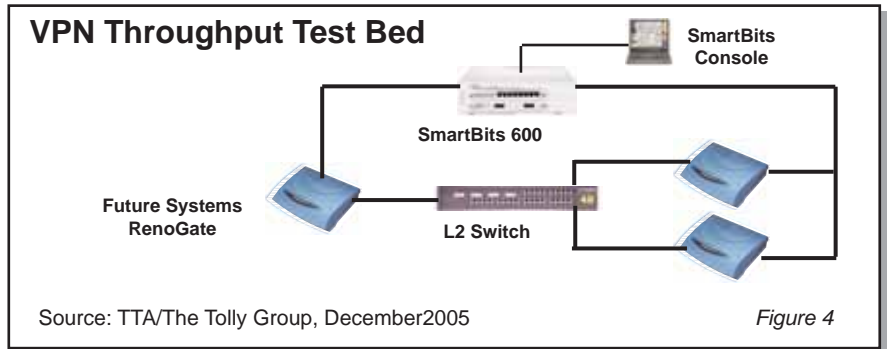 VPN Throughput Test Bed
SmartBits
Console
SmartBits 600
Future Systems
RenoGate
L2 Switch
Source: TTA/The Tolly Group, December2005
Figure 4